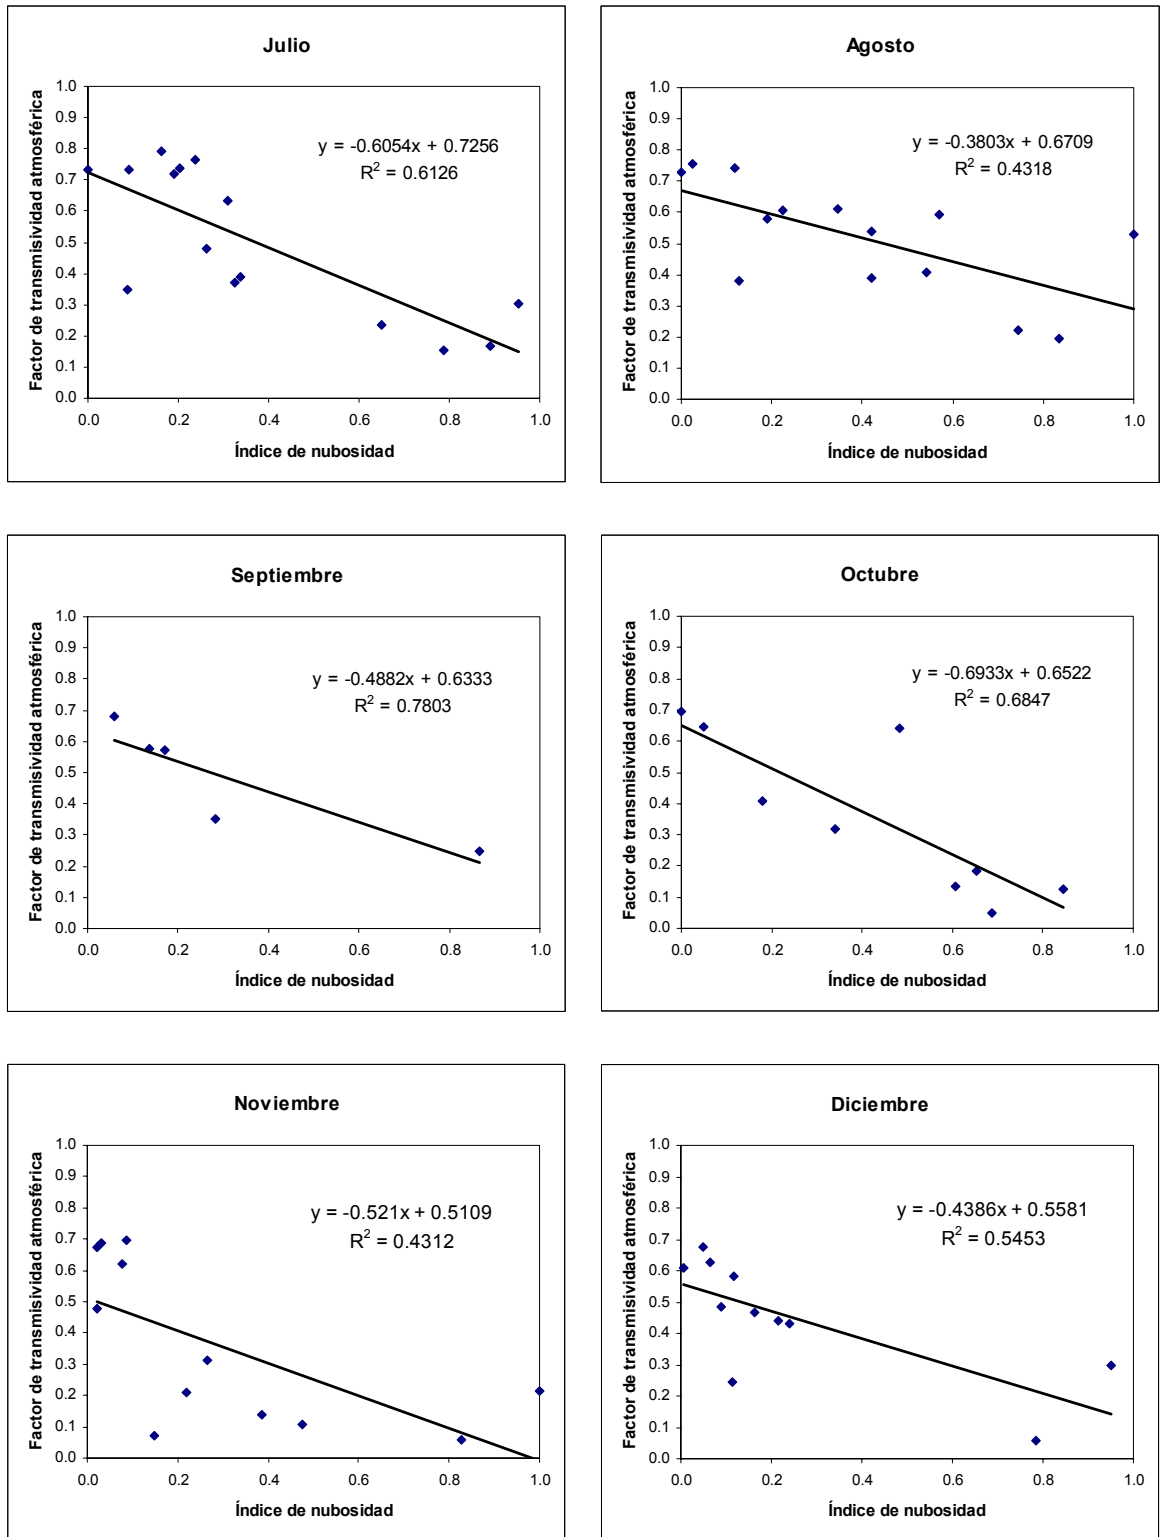 Julio
y = -0.6054x + 0.7256
R² = 0.6126
Factor de transmisividad atmosférica
1.0
0.9
0.8
0.7
0.6
0.5
0.4
0.3
0.2
0.1
0.0
0.0 0.2 0.4 0.6 0.8 1.0
Índice de nubosidad
Agosto
y = -0.3803x + 0.6709
R² = 0.4318
Factor de transmisividad atmosférica
1.0
0.9
0.8
0.7
0.6
0.5
0.4
0.3
0.2
0.1
0.0
0.0 0.2 0.4 0.6 0.8 1.0
Índice de nubosidad
Septiembre
y = -0.4882x + 0.6333
R² = 0.7803
Factor de transmisividad atmosférica
1.0
0.9
0.8
0.7
0.6
0.5
0.4
0.3
0.2
0.1
0.0
0.0 0.2 0.4 0.6 0.8 1.0
Índice de nubosidad
Octubre
y = -0.6933x + 0.6522
R² = 0.6847
Factor de transmisividad atmosférica
1.0
0.9
0.8
0.7
0.6
0.5
0.4
0.3
0.2
0.1
0.0
0.0 0.2 0.4 0.6 0.8 1.0
Índice de nubosidad
Noviembre
y = -0.521x + 0.5109
R² = 0.4312
Factor de transmisividad atmosférica
1.0
0.9
0.8
0.7
0.6
0.5
0.4
0.3
0.2
0.1
0.0
0.0 0.2 0.4 0.6 0.8 1.0
Índice de nubosidad
Diciembre
y = -0.4386x + 0.5581
R² = 0.5453
Factor de transmisividad atmosférica
1.0
0.9
0.8
0.7
0.6
0.5
0.4
0.3
0.2
0.1
0.0
0.0 0.2 0.4 0.6 0.8 1.0
Índice de nubosidad